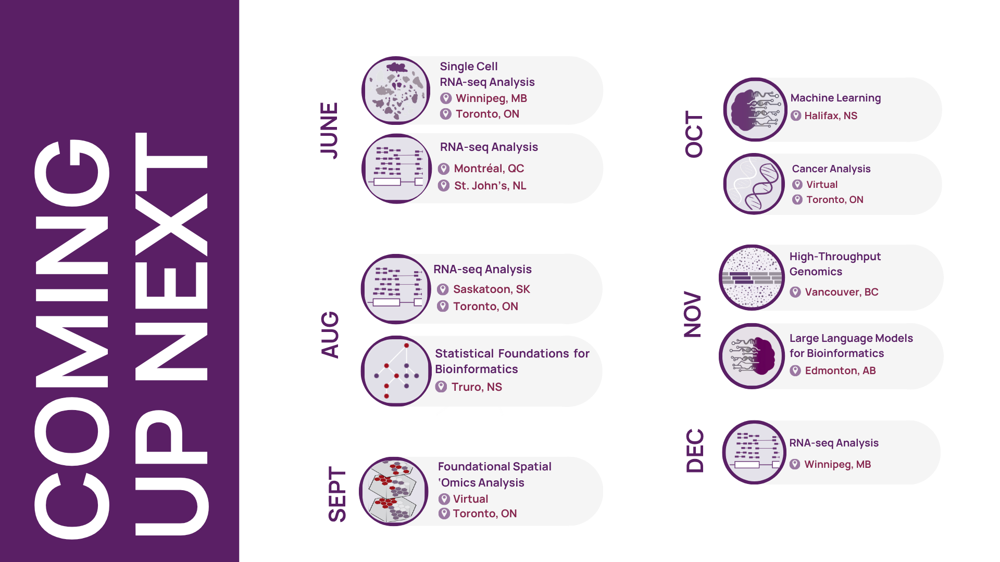 COMING
UP NEXT
JUNE
Single Cell
RNA-seq Analysis
Winnipeg, MB
Toronto, ON
RNA-seq Analysis
Montréal, QC
St. John's, NL
AUG
RNA-seq Analysis
Saskatoon, SK
Toronto, ON
Statistical Foundations for
Bioinformatics
Truro, NS
SEPT
Foundational Spatial
‘Omics Analysis
Virtual
Toronto, ON
OCT
Machine Learning
Halifax, NS
Cancer Analysis
Virtual
Toronto, ON
NOV
High-Throughput
Genomics
Vancouver, BC
Large Language Models
for Bioinformatics
Edmonton, AB
DEC
RNA-seq Analysis
Winnipeg, MB